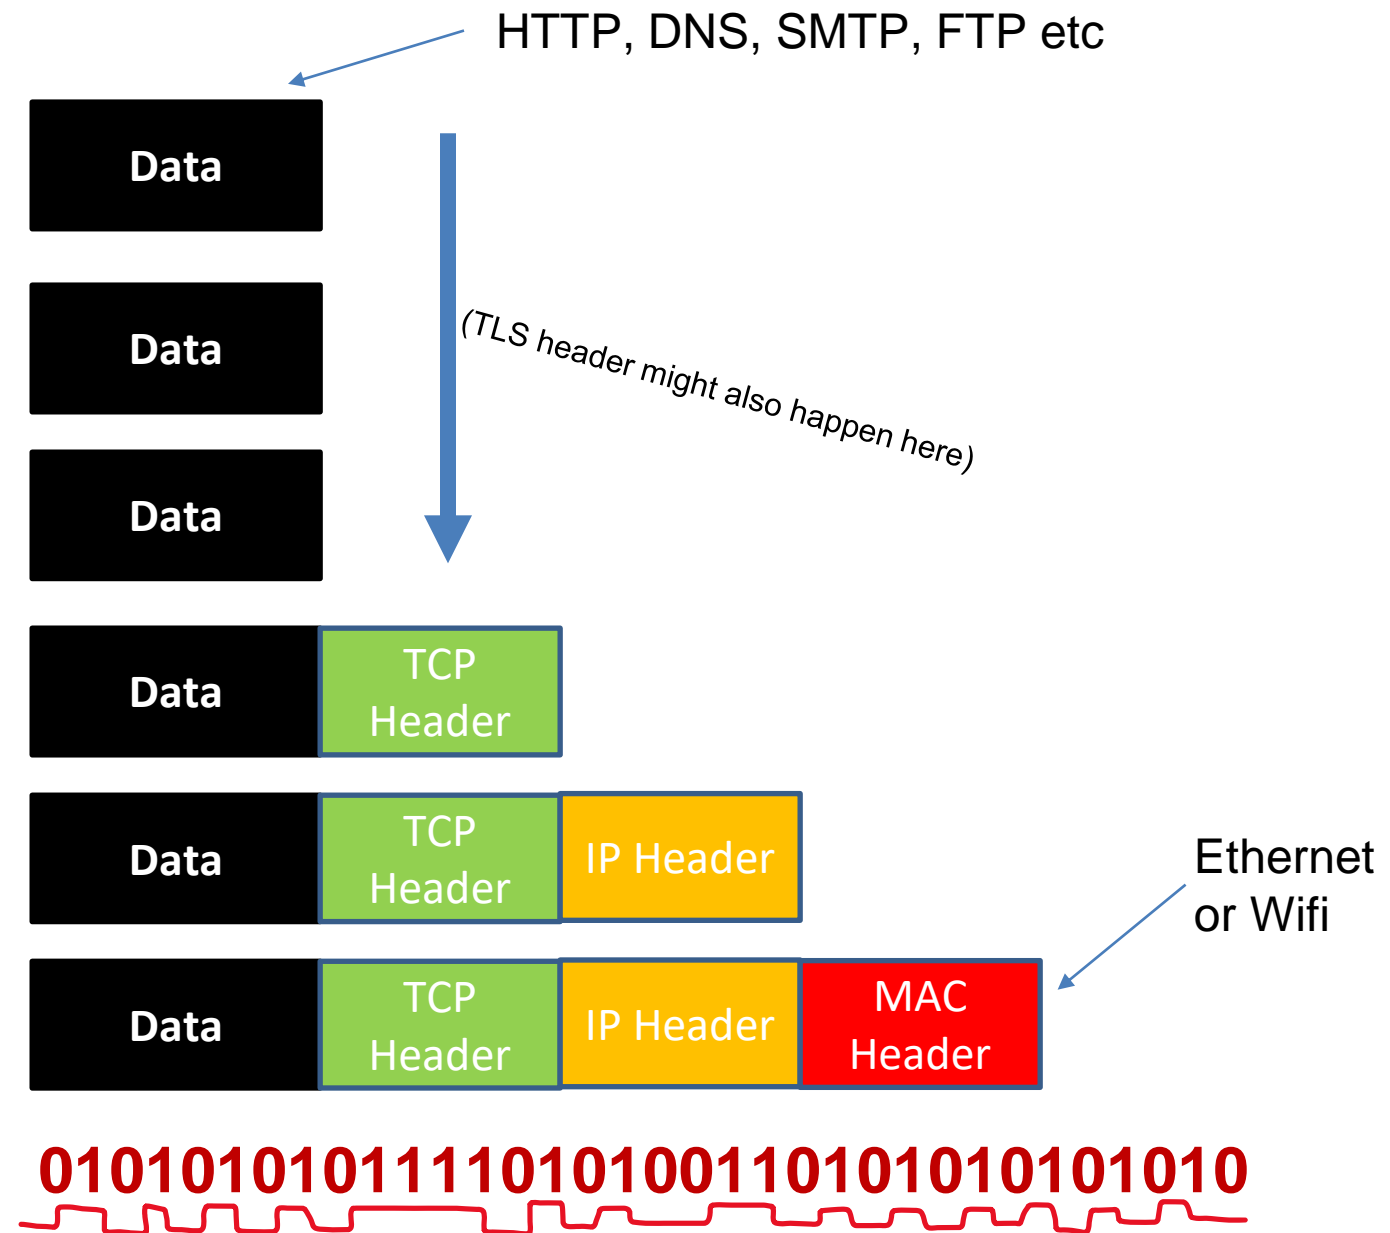 HTTP, DNS, SMTP, FTP etc
Data
Data
(TLS header might also happen here)
Data
Data
TCP
Header
Data
TCP
Header
IP Header
Ethernet
or Wifi
Data
TCP
Header
IP Header
MAC
Header
0101010101111010100110101010101010